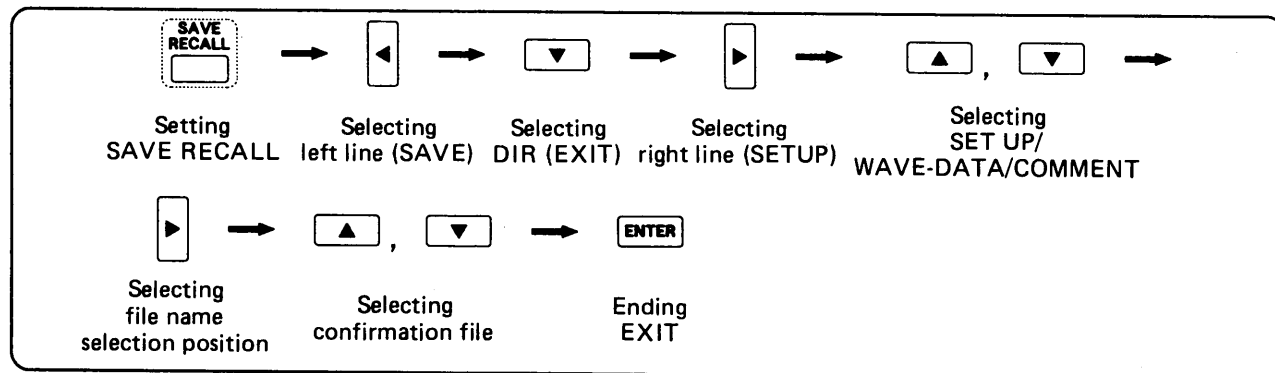 SAVE
RECALL
Setting
SAVE RECALL
Selecting
left line (SAVE)
Selecting
DIR (EXIT)
Selecting
right line (SETUP)
Selecting
SET UP/
WAVE-DATA/COMMENT
Selecting
file name
selection position
,
Selecting
confirmation file
ENTER
Ending
EXIT